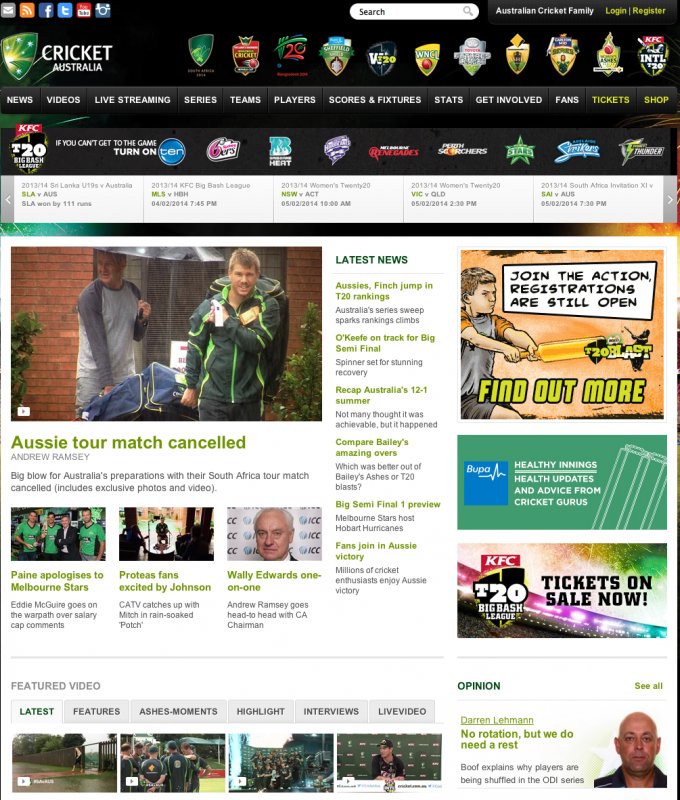 Search
Australian Cricket Family
Login | Register
CRICKET
AUSTRALIA
NEWS
VIDEOS
LIVE STREAMING
SERIES
TEAMS
PLAYERS
SCORES & FIXTURES
STATS
GET INVOLVED
FANS
TICKETS
SHOP
KFC
T20
BIG BASH
LEAGUE
IF YOU CAN'T GET TO THE GAME
TURN ON ten
2013/14 Sri Lanka U19s v Australia
SLA v AUS
SLA won by 111 runs
2013/14 KFC Big Bash League
MLS v HBH
04/02/2014 7:45 PM
2013/14 Women's Twenty20
NSW v ACT
05/02/2014 10:00 AM
2013/14 Women's Twenty20
VIC v QLD
05/02/2014 2:30 PM
2013/14 South Africa Invitation XI v
SAI v AUS
05/02/2014 7:30 PM
Aussie tour match cancelled
ANDREW RAMSEY
Big blow for Australia's preparations with their South Africa tour match
cancelled (includes exclusive photos and video).
Paine apologises to
Melbourne Stars
Eddie McGuire goes on
the warpath over salary
cap comments
Proteas fans
excited by Johnson
CATV catches up with
Mitch in rain-soaked
'Potch'
Wally Edwards one-
on-one
Andrew Ramsey goes
head-to head with CA
Chairman
LATEST NEWS
Aussies, Finch jump in
T20 rankings
Australia's series sweep
sparks rankings climbs
O'Keefe on track for Big
Semi Final
Spinner set for stunning
recovery
Recap Australia's 12-1
summer
Not many thought it was
achievable, but it happened
Compare Bailey's
amazing overs
Which was better out of
Bailey's Ashes or T20
blasts?
Big Semi Final 1 preview
Melbourne Stars host
Hobart Hurricanes
Fans join in Aussie
victory
Millions of cricket
enthusiasts enjoy Aussie
victory
JOIN THE ACTION,
REGISTRATIONS
ARE STILL OPEN
T20 BLAST
FIND OUT MORE
Bupa
HEALTHY INNINGS
HEALTH UPDATES
AND ADVICE FROM
CRICKET GURUS
KFC
T20
BIG BASH
LEAGUE
TICKETS ON
SALE NOW!
FEATURED VIDEO
LATEST
FEATURES
ASHES-MOMENTS
HIGHLIGHT
INTERVIEWS
LIVEVIDEO
OPINION
See all
Darren Lehmann
No rotation, but we do
need a rest
Boof explains why players are
being shuffled in the ODI series